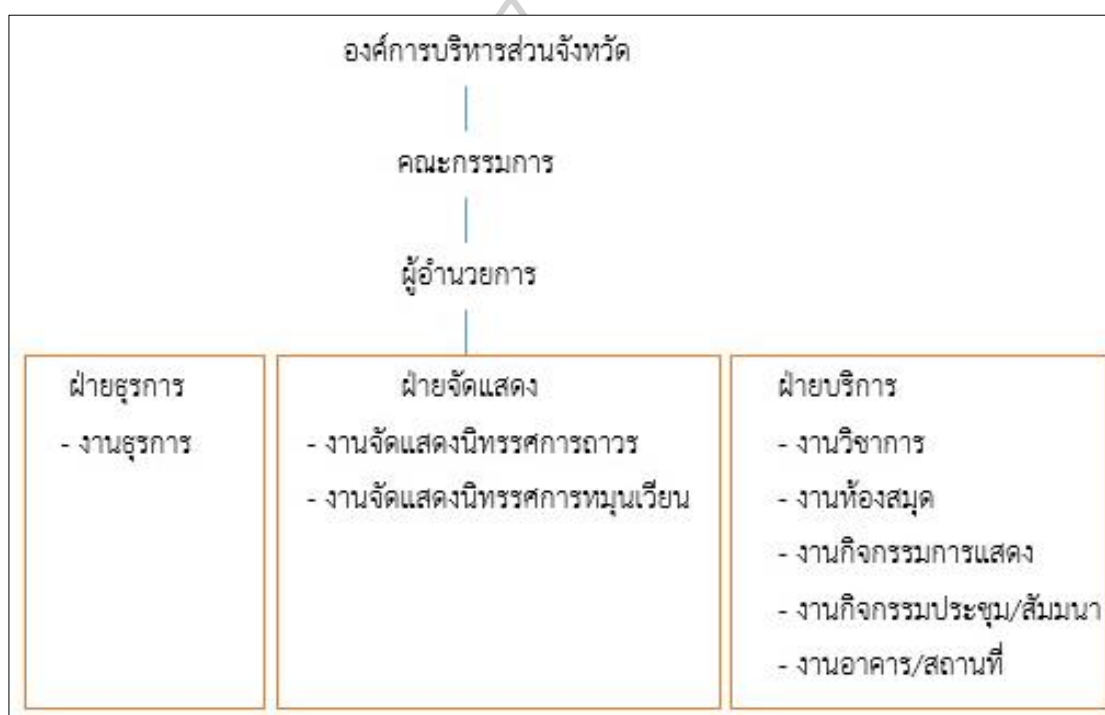 องค์การบริหารส่วนจังหวัด
คณะกรรมการ
ผู้อำนวยการ
ฝ่ายธุรการ
- งานธุรการ
ฝ่ายจัดแสดง
- งานจัดแสดงนิทรรศการถาวร
- งานจัดแสดงนิทรรศการหมุนเวียน
ฝ่ายบริการ
- งานวิชาการ
- งานห้องสมุด
- งานกิจกรรมการแสดง
- งานกิจกรรมประชุม/สัมมนา
- งานอาคาร/สถานที่